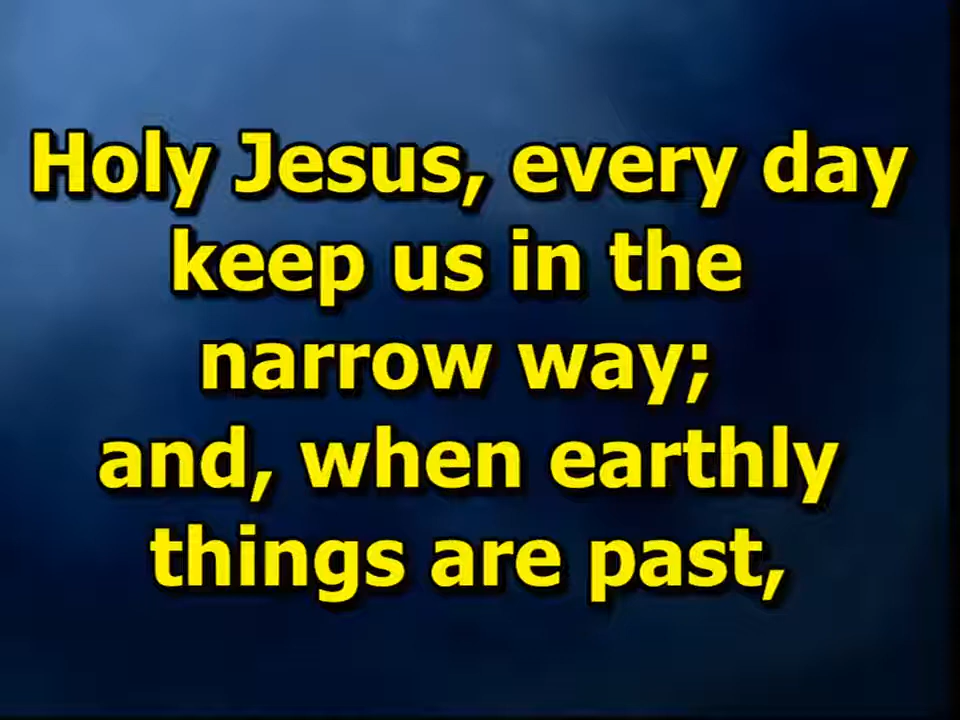 Holy Jesus, every day
keep us in the
narrow way;
and, when earthly
things are past,